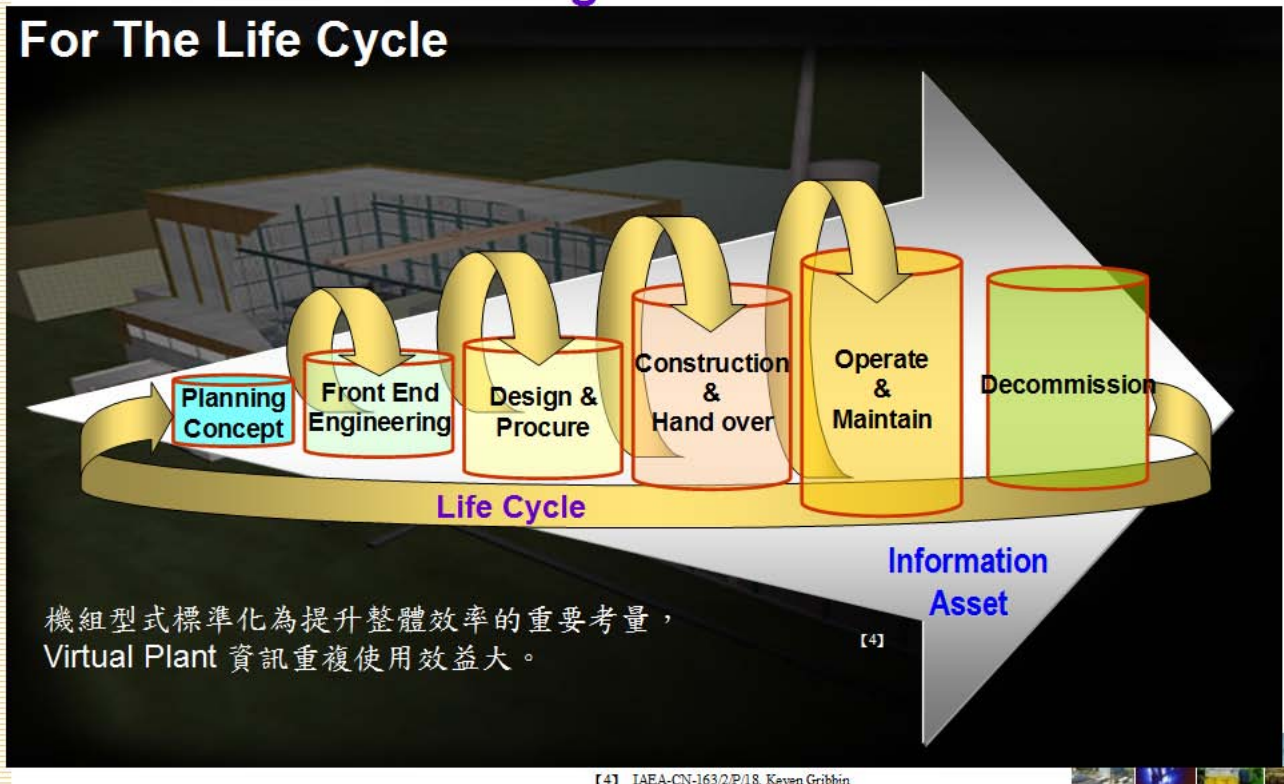 For The Life Cycle
Planning
Concept
Front End
Engineering
Design &
Procure
Construction
&
Hand over
Operate
&
Maintain
Decommission
Life Cycle
Information
Asset
機組型式標準化為提升整體效率的重要考量，
Virtual Plant 資訊重複使用效益大。
【4】
【4】 IAEA-CN-163/2/P/18, Keven Gribbin